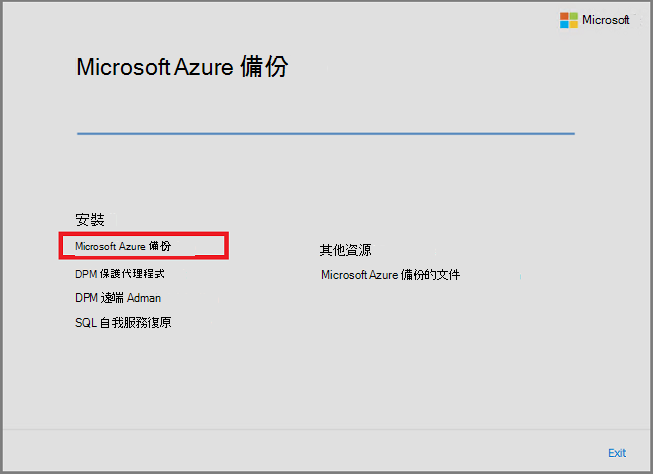 Microsoft
Microsoft Azure 備份
安裝
Microsoft Azure 備份
DPM 保護代理程式
DPM 遠端 Adman
SQL 自我服務復原
其他資源
Microsoft Azure 備份的文件
Exit